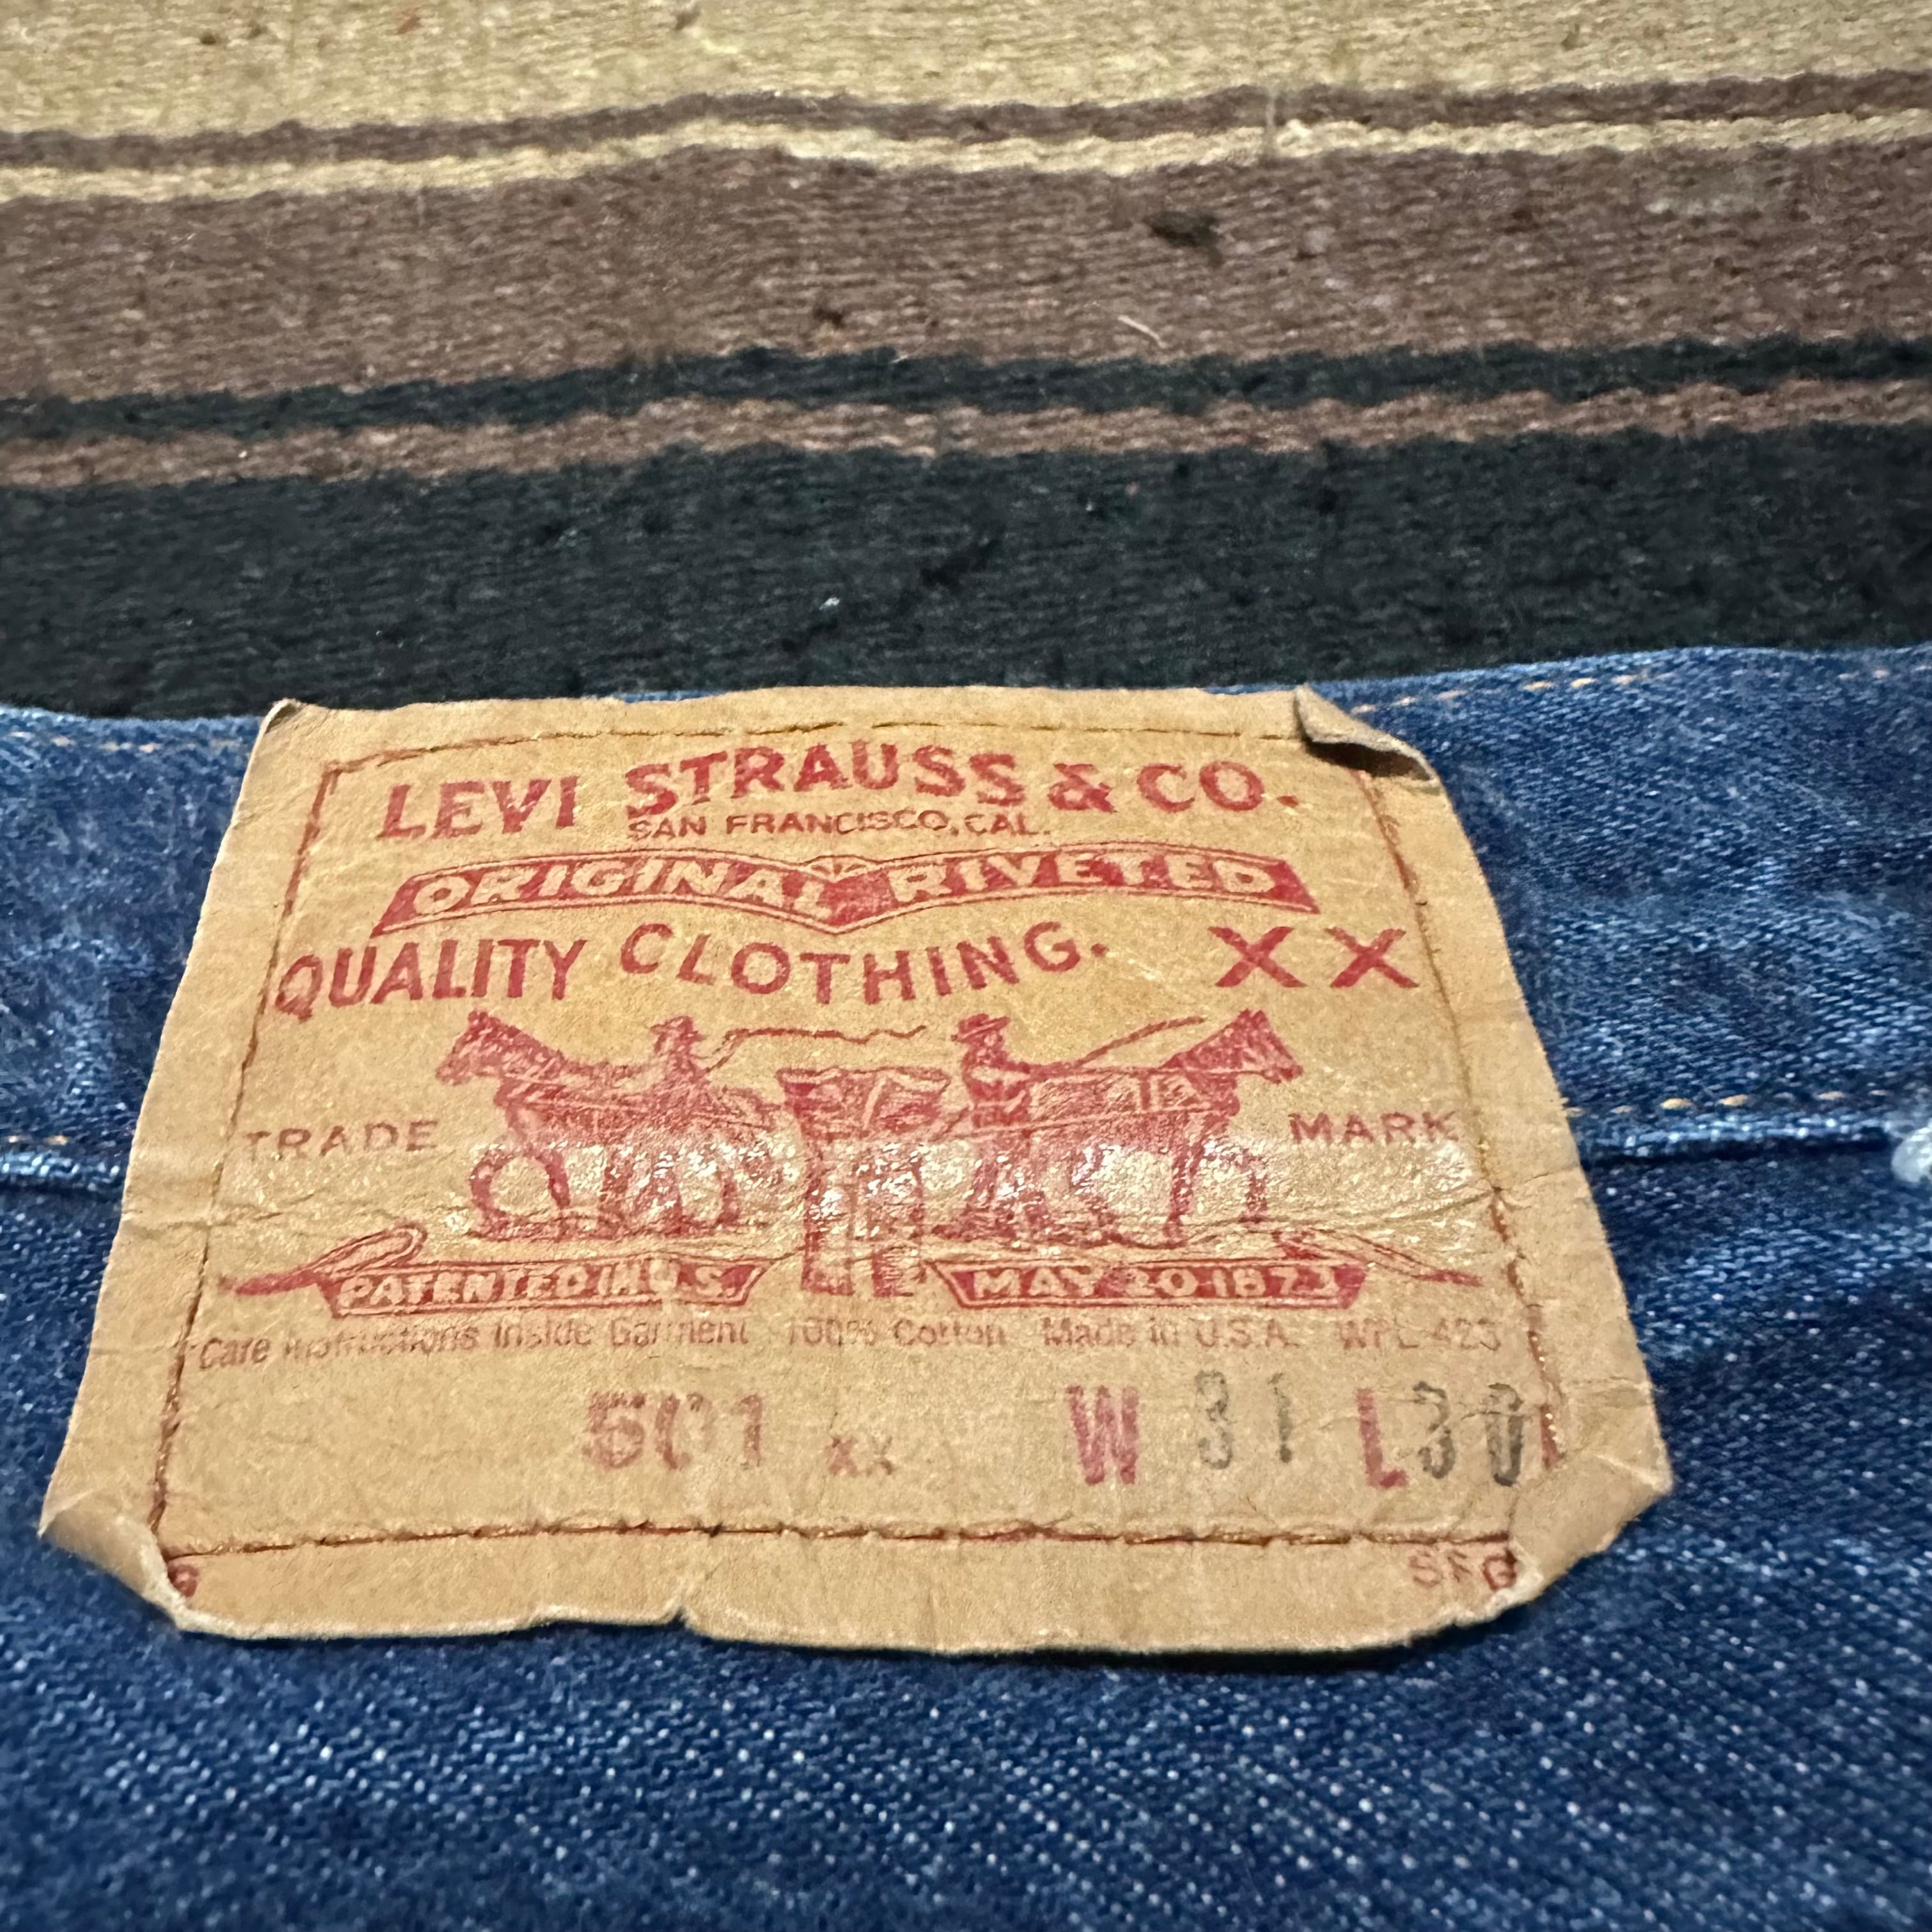 LEVI STRAUSS & CO.
SAN FRANCISCO, CAL.
ORIGINAL RIVETED
QUALITY CLOTHING. XX
TRADE MARK
PATENTED IN U.S. MAY 20 1873
Care Instructions Inside Garment 100% Cotton Made in U.S.A. WPL 423
501 xx W 31 L 30
SFG